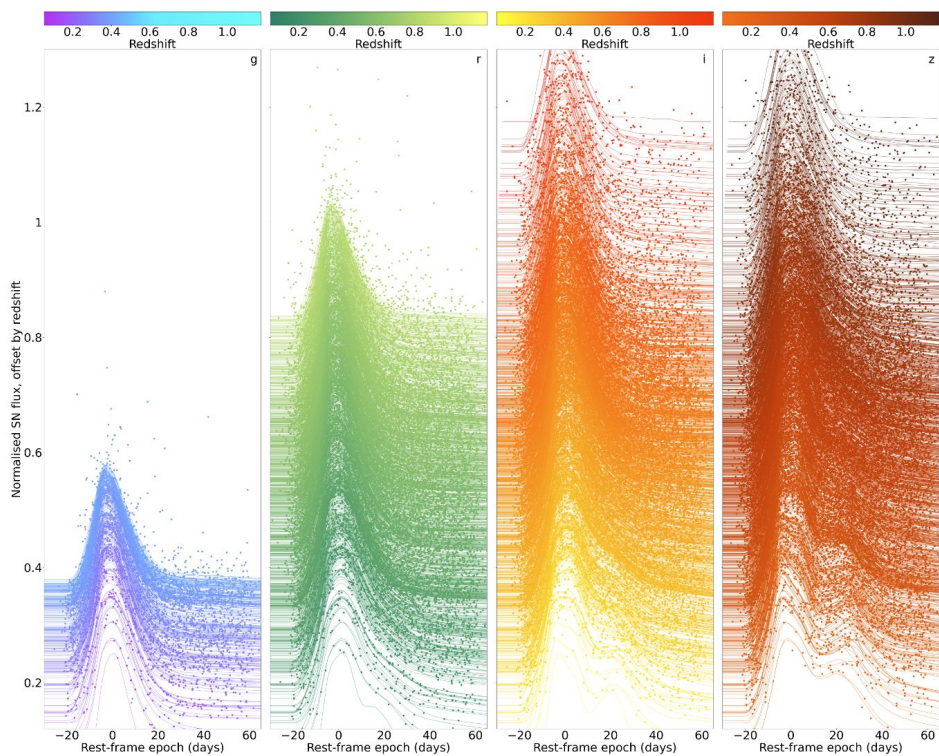 0.2 0.4 0.6 0.8 1.0 0.2 0.4 0.6 0.8 1.0 0.2 0.4 0.6 0.8 1.0 0.2 0.4 0.6 0.8 1.0
Redshift Redshift Redshift Redshift
g r i z
1.2
1
0.8
0.6
0.4
0.2
Normalised SN flux, offset by redshift
−20 0 20 40 60 −20 0 20 40 60 −20 0 20 40 60 −20 0 20 40 60
Rest-frame epoch (days) Rest-frame epoch (days) Rest-frame epoch (days) Rest-frame epoch (days)